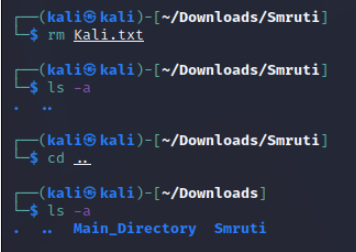 ┌──(kali㉿kali)-[~/Downloads/Smruti]
└─$ rm Kali.txt
┌──(kali㉿kali)-[~/Downloads/Smruti]
└─$ ls -a
.  ..
┌──(kali㉿kali)-[~/Downloads/Smruti]
└─$ cd ..
┌──(kali㉿kali)-[~/Downloads]
└─$ ls -a
.  ..  Main_Directory  Smruti